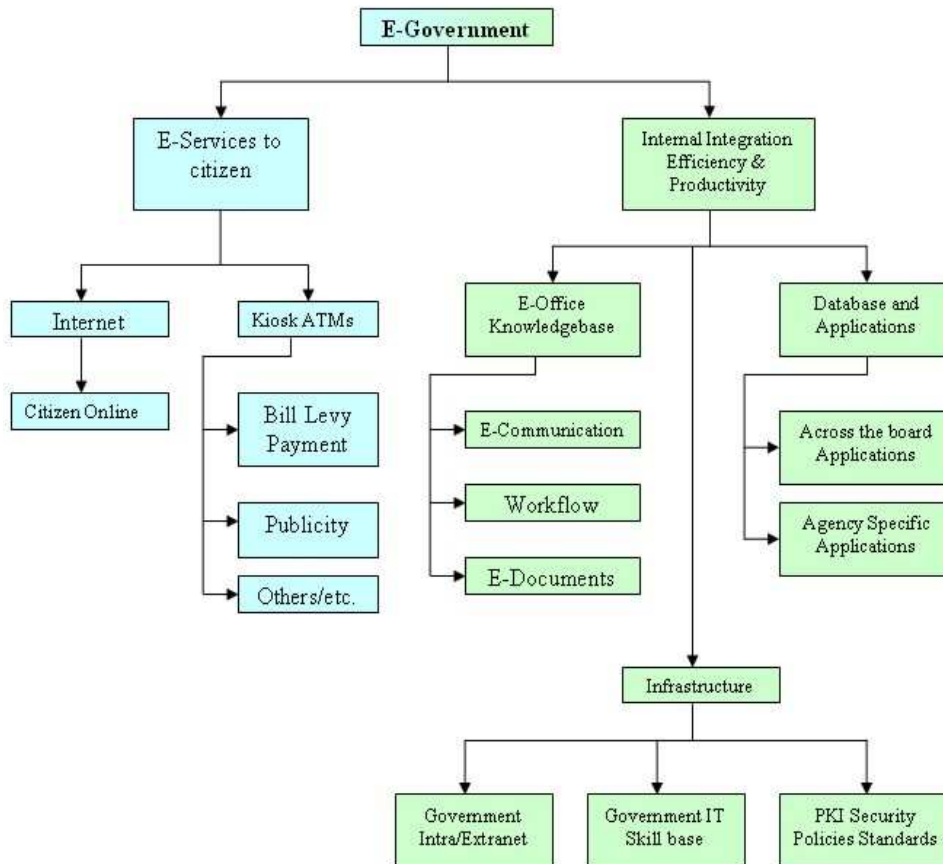 E-Government
E-Services to
citizen
Internal Integration
Efficiency &
Productivity
Internet
Kiosk ATMs
E-Office
Knowledgebase
Database and
Applications
Citizen Online
Bill Levy
Payment
E-Communication
Across the board
Applications
Workflow
Publicity
Agency Specific
Applications
E-Documents
Others/etc.
Infrastructure
Government
Intra/Extranet
Government IT
Skill base
PKI Security
Policies Standards